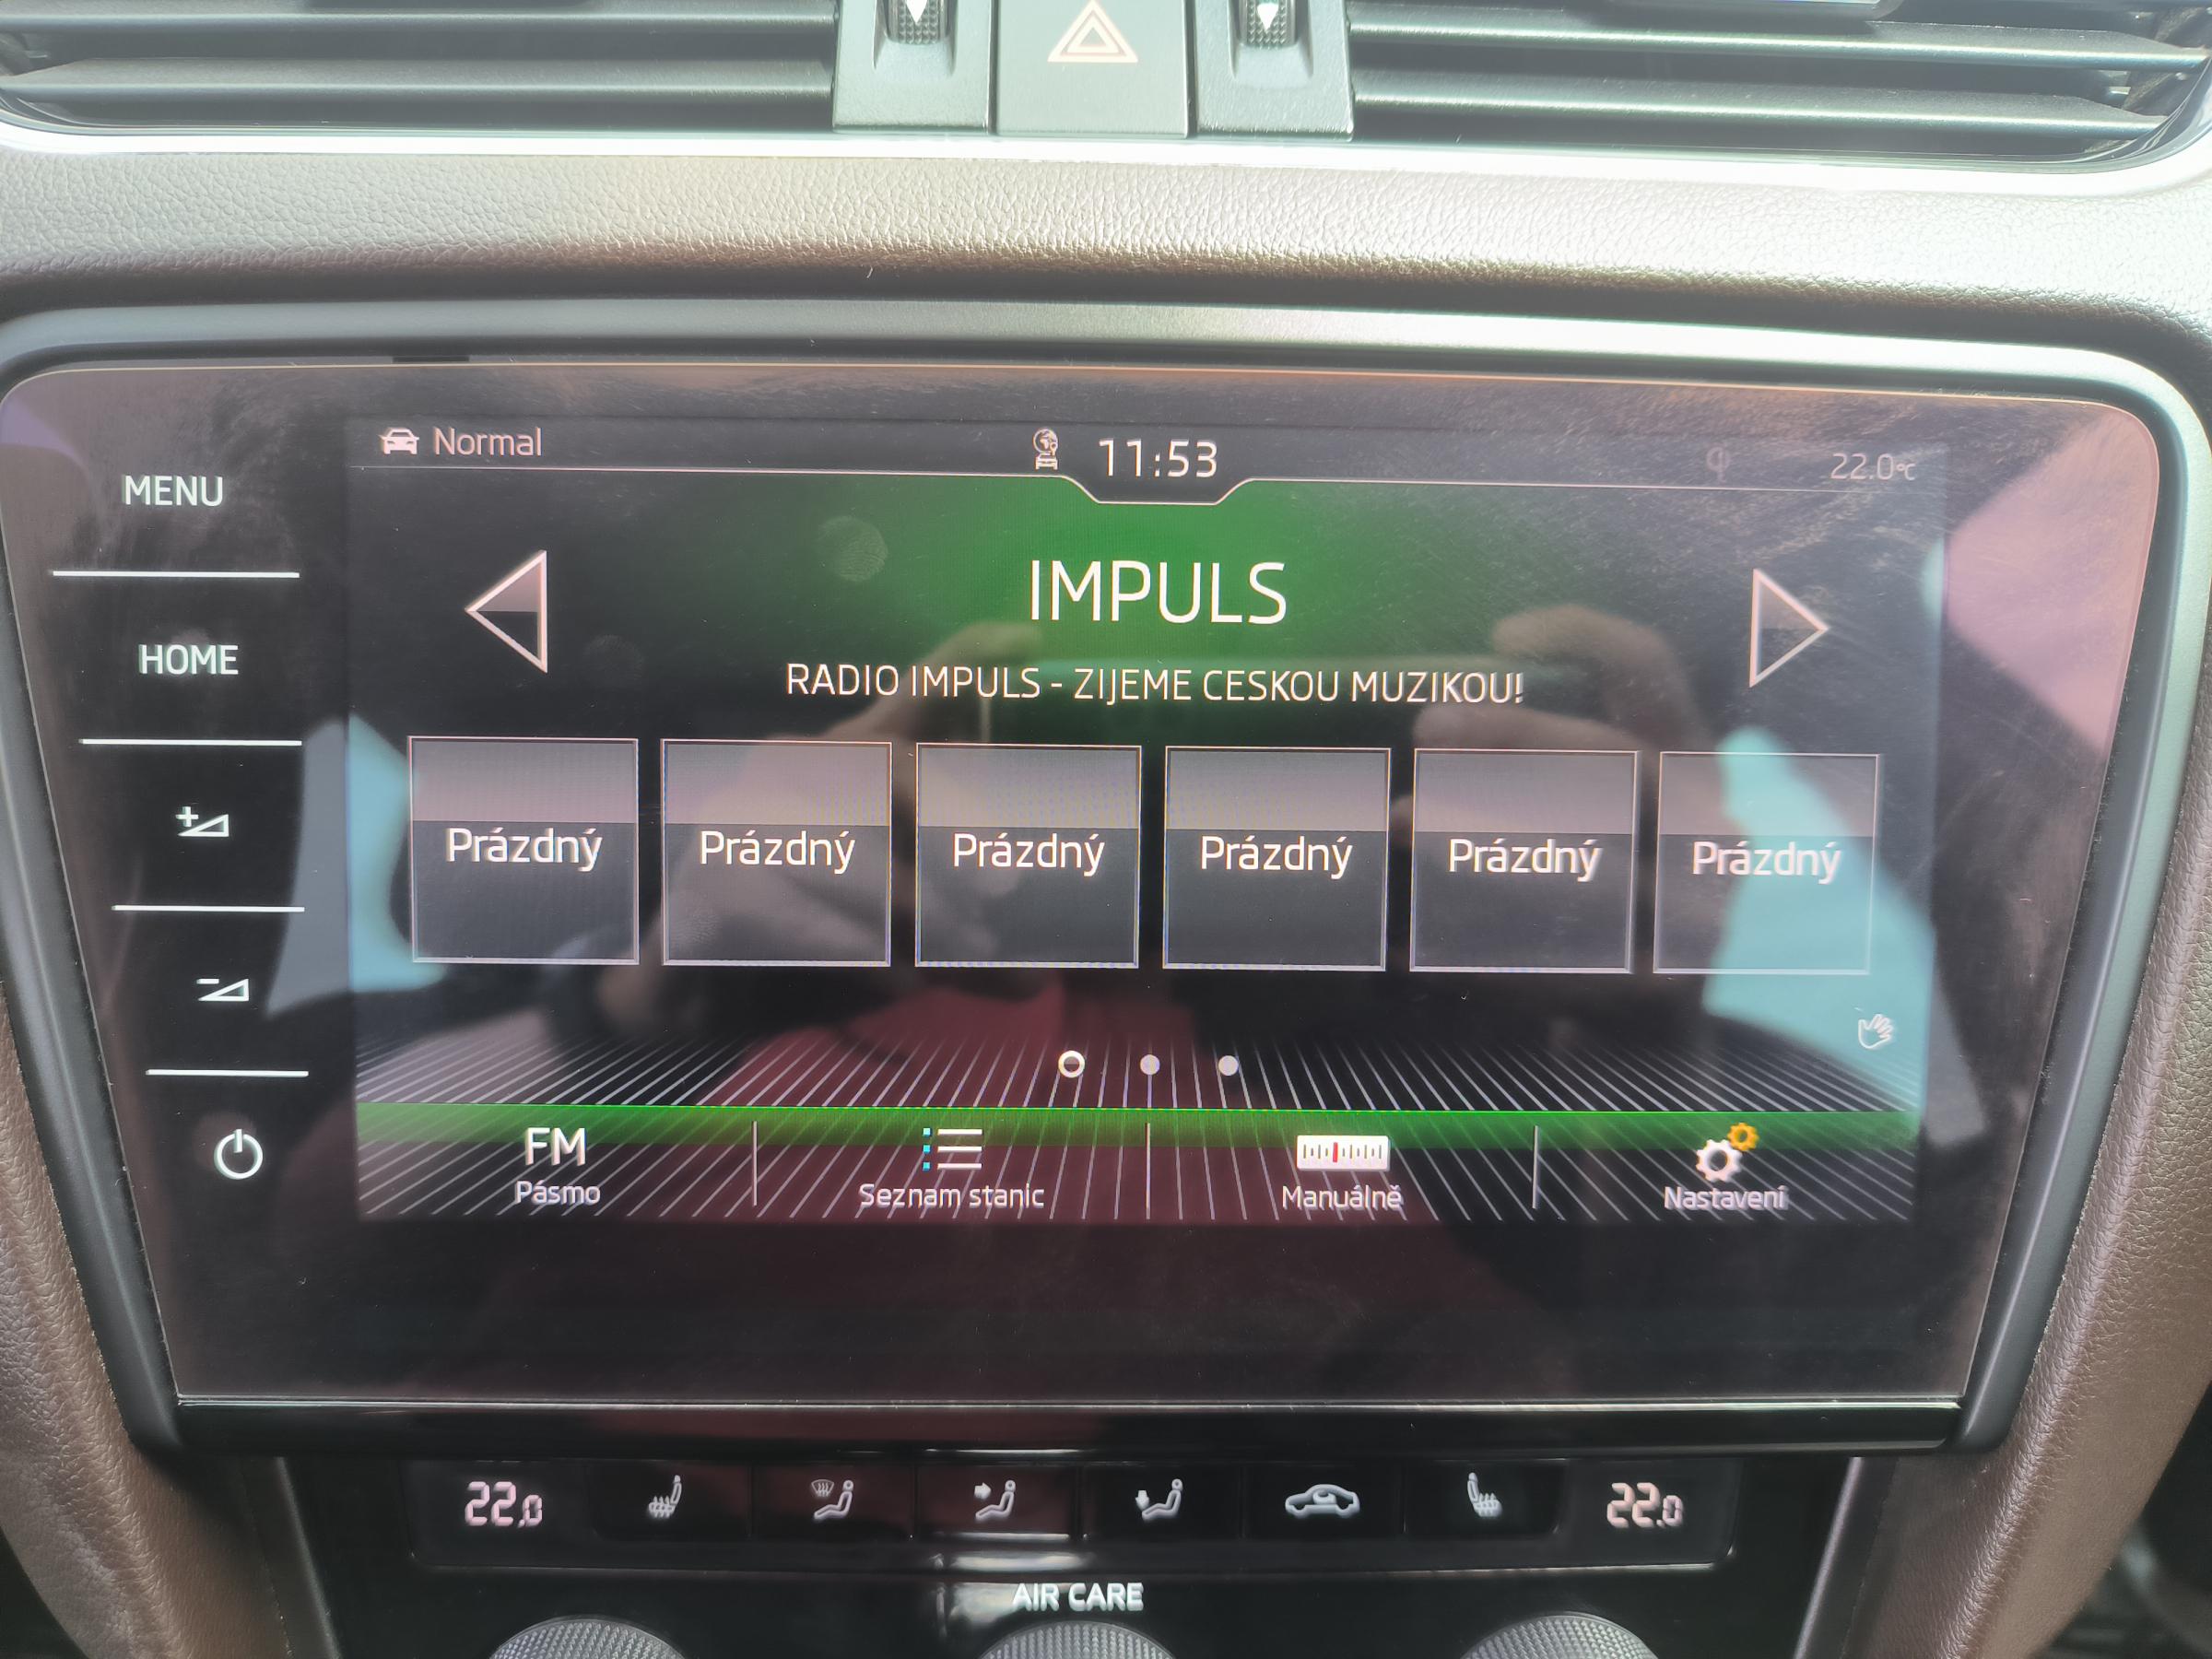 Normal
11:53
22.0°C
MENU
HOME
IMPULS
RADIO IMPULS - ZIJEME CESKOU MUZIKOU!
Prázdný Prázdný Prázdný Prázdný Prázdný Prázdný
FM
Pásmo
Seznam stanic
Manuálně
Nastavení
22.0
22.0
AIR CARE